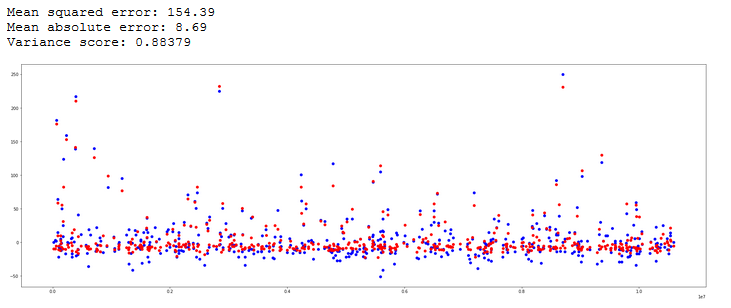 Mean squared error: 154.39
Mean absolute error: 8.69
Variance score: 0.88379
250
200
150
100
50
0
−50
0.0 0.2 0.4 0.6 0.8 1.0
1e7